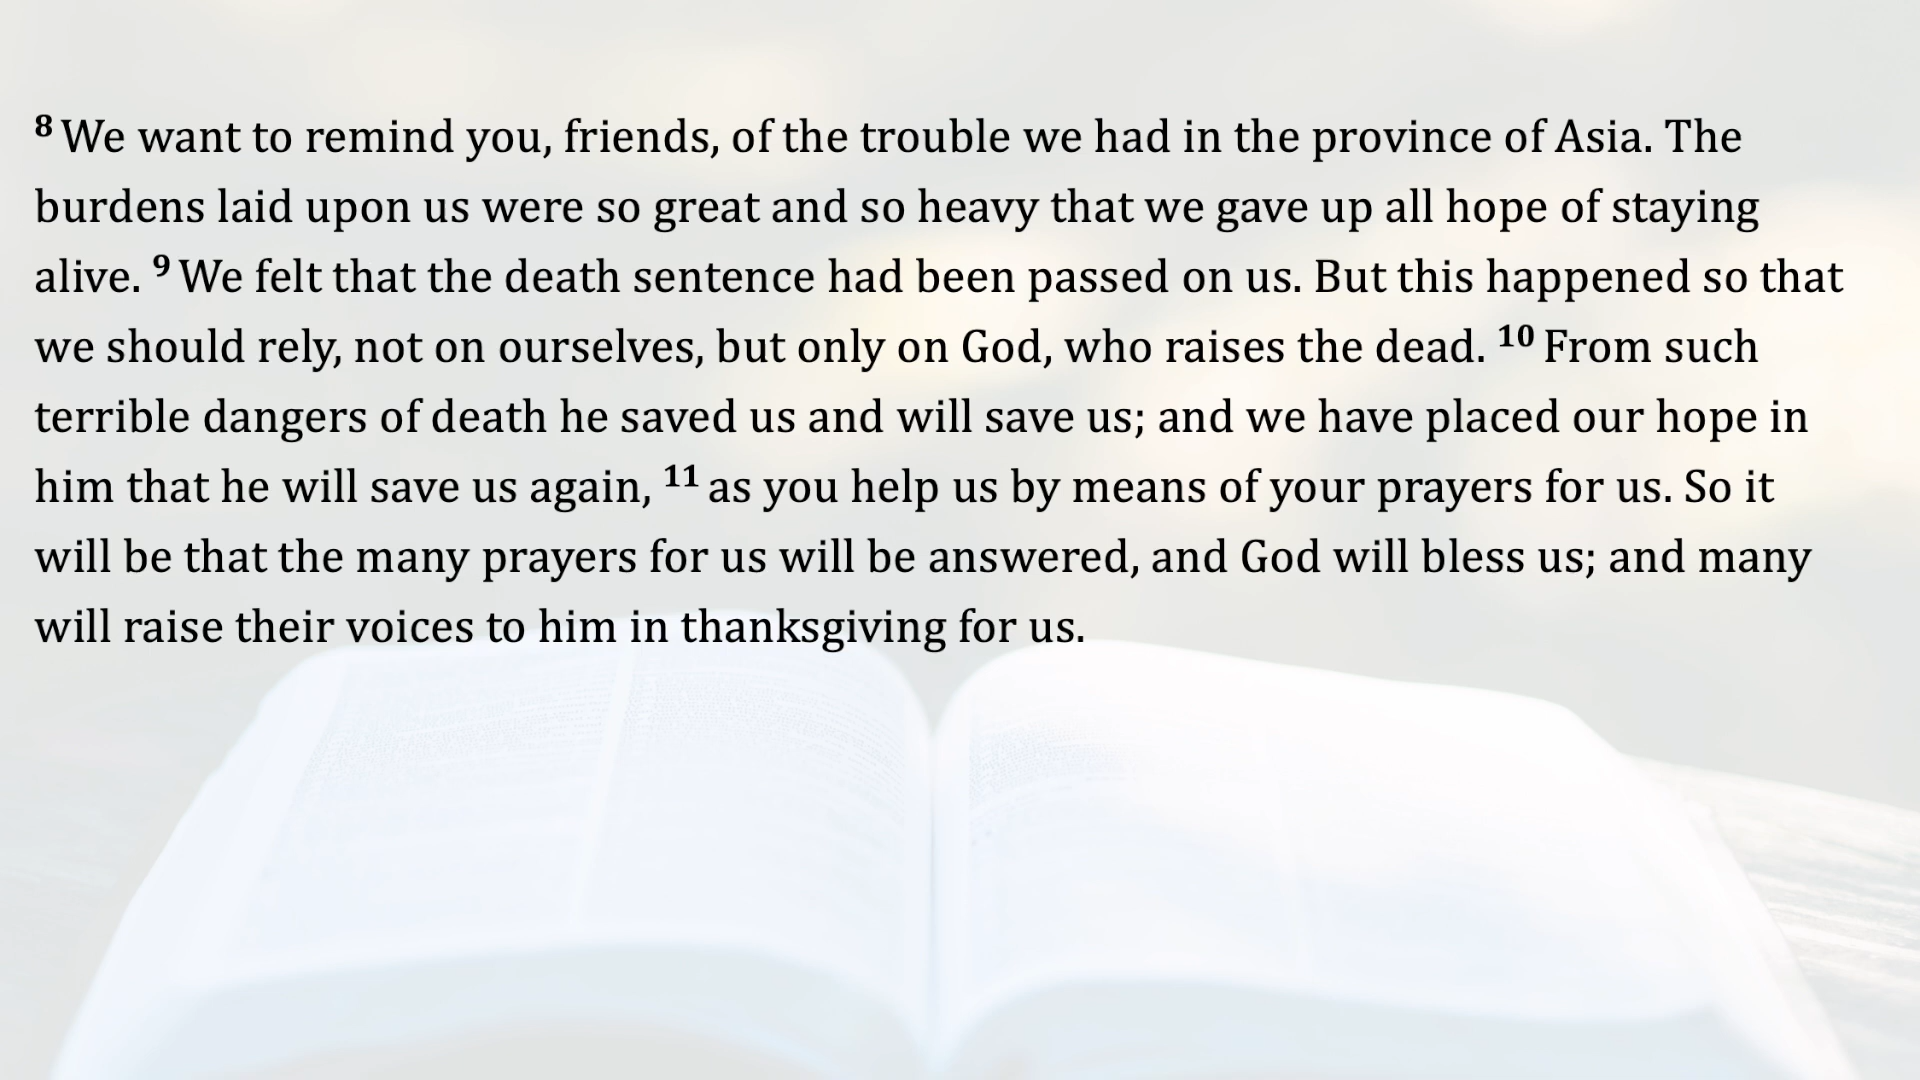 8 We want to remind you, friends, of the trouble we had in the province of Asia. The
burdens laid upon us were so great and so heavy that we gave up all hope of staying
alive. 9 We felt that the death sentence had been passed on us. But this happened so that
we should rely, not on ourselves, but only on God, who raises the dead. 10 From such
terrible dangers of death he saved us and will save us; and we have placed our hope in
him that he will save us again, 11 as you help us by means of your prayers for us. So it
will be that the many prayers for us will be answered, and God will bless us; and many
will raise their voices to him in thanksgiving for us.